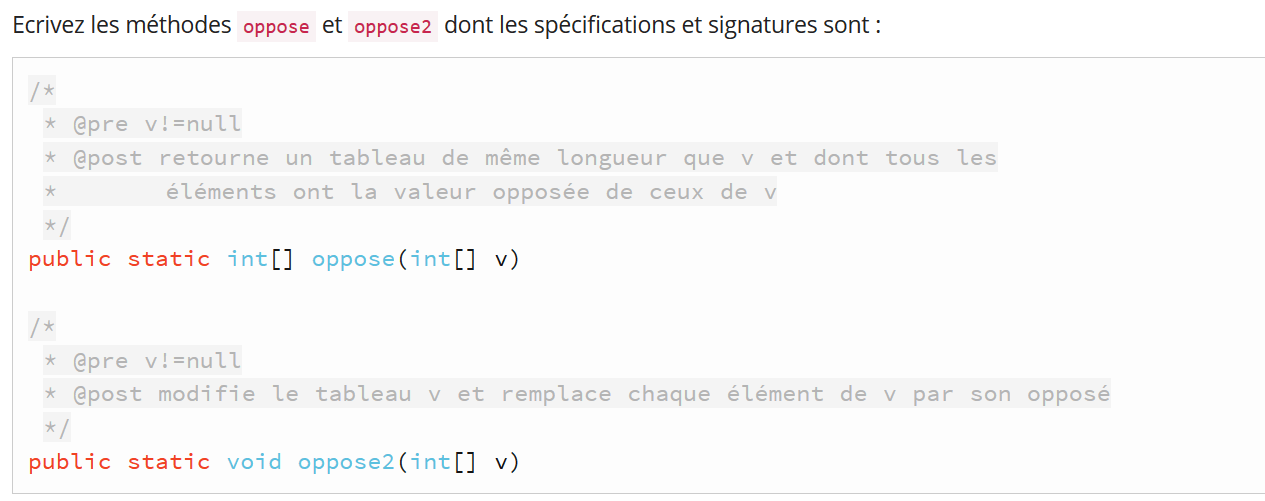 Ecrivez les méthodes oppose et oppose2 dont les spécifications et signatures sont :
/*
* @pre v!=null
* @post retourne un tableau de même longueur que v et dont tous les
* éléments ont la valeur opposée de ceux de v
*/
public static int[] oppose(int[] v)
/*
* @pre v!=null
* @post modifie le tableau v et remplace chaque élément de v par son opposé
*/
public static void oppose2(int[] v)